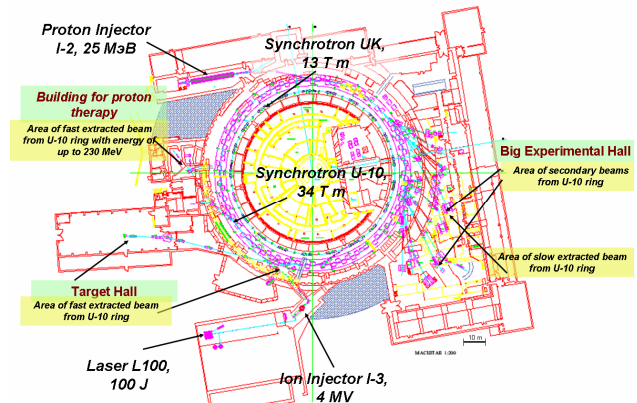 Proton Injector
I-2, 25 МэВ
Synchrotron UK,
13 T m
Building for proton
therapy
Area of fast extracted beam
from U-10 ring with energy of
up to 230 MeV
Big Experimental Hall
Area of secondary beams
from U-10 ring
Synchrotron U-10,
34 T m
Area of slow extracted beam
from U-10 ring
Target Hall
Area of fast extracted beam
from U-10 ring
10 m
МАСШТАБ 1:200
Laser L100,
100 J
Ion Injector I-3,
4 MV